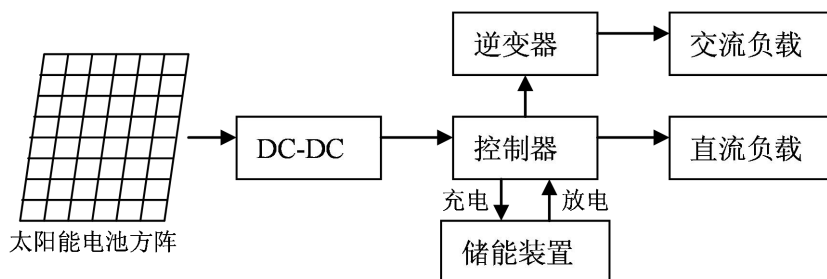 逆变器
交流负载
DC-DC
控制器
直流负载
充电
放电
太阳能电池方阵
储能装置